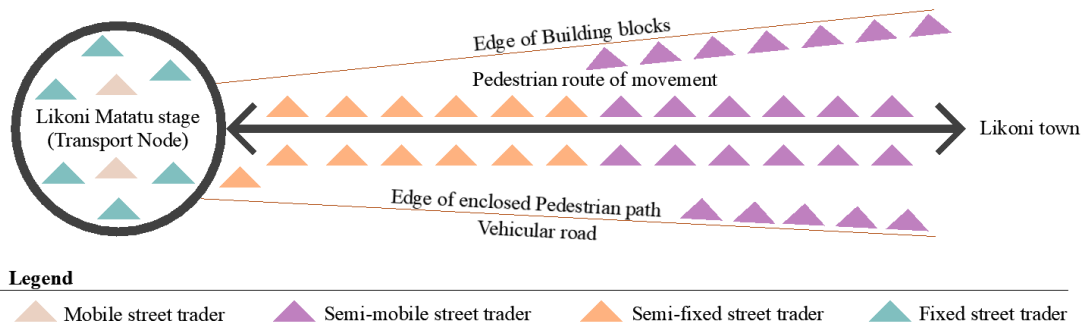 Edge of Building blocks
Pedestrian route of movement
Likoni Matatu stage
(Transport Node)
Likoni town
Edge of enclosed Pedestrian path
Vehicular road
Legend
Mobile street trader
Semi-mobile street trader
Semi-fixed street trader
Fixed street trader